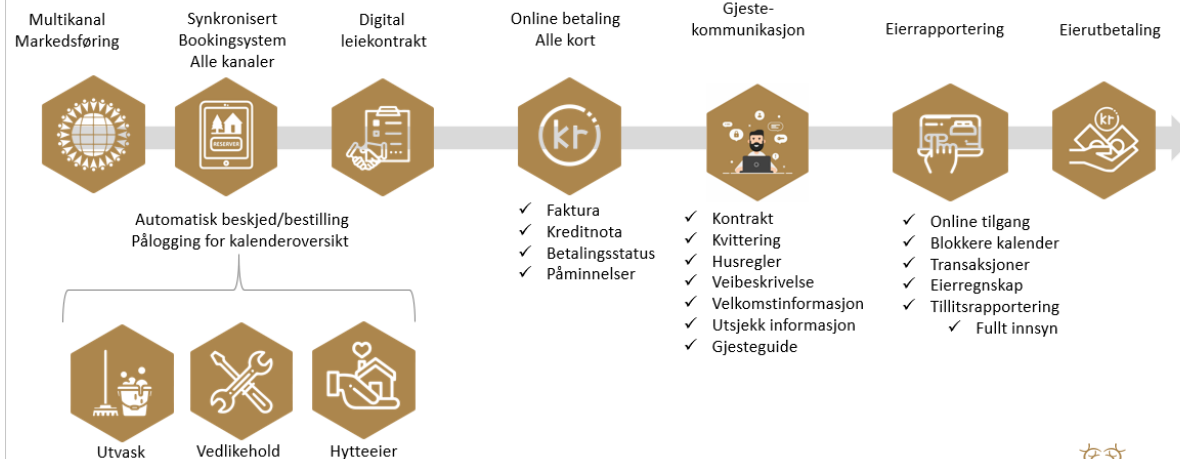 Multikanal
Markedsføring
Synkronisert
Bookingsystem
Alle kanaler
Digital
leiekontrakt
Online betaling
Alle kort
Gjeste-
kommunikasjon
Eierrapportering
Eierutbetaling
RESERVER
kr
kr
Automatisk beskjed/bestilling
Pålogging for kalenderoversikt
✓ Faktura
✓ Kreditnota
✓ Betalingsstatus
✓ Påminnelser
✓ Kontrakt
✓ Kvittering
✓ Husregler
✓ Veibeskrivelse
✓ Velkomstinformasjon
✓ Utsjekk informasjon
✓ Gjesteguide
✓ Online tilgang
✓ Blokkere kalender
✓ Transaksjoner
✓ Eierregnskap
✓ Tillitsrapportering
✓ Fullt innsyn
Utvask
Vedlikehold
Hytteeier